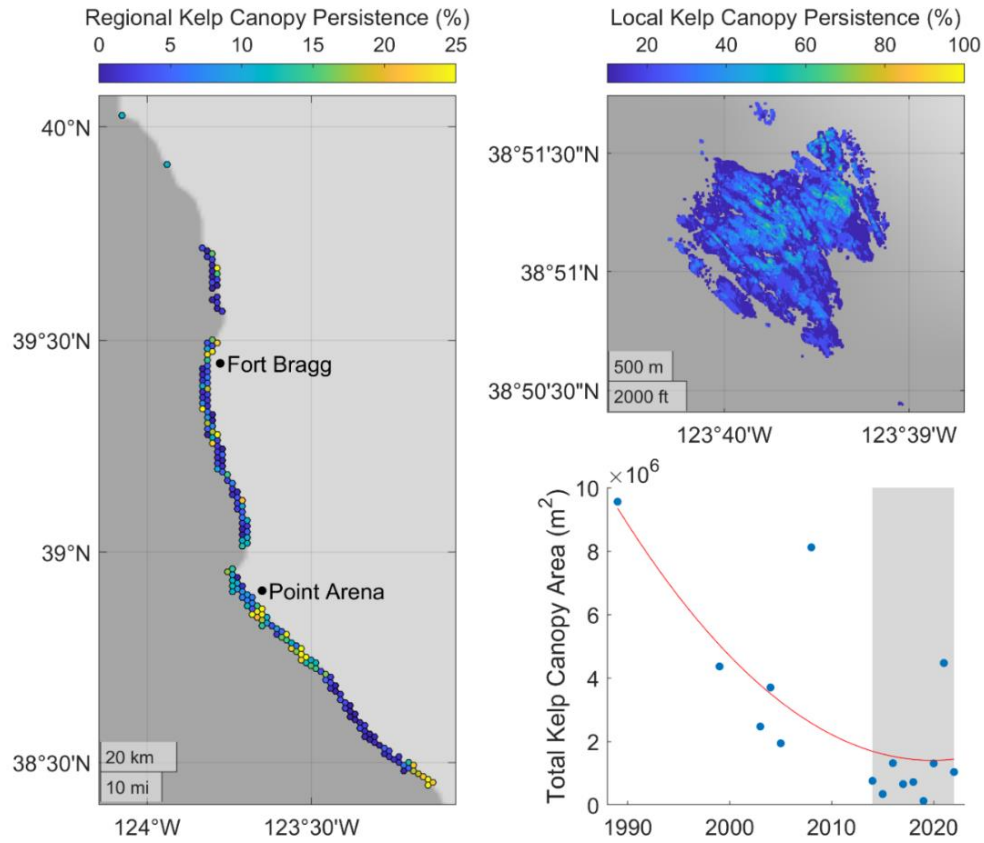 Regional Kelp Canopy Persistence (%)
0 5 10 15 20 25
40°N
39°30'N
39°N
38°30'N
Fort Bragg
Point Arena
20 km
10 mi
124°W 123°30'W
Local Kelp Canopy Persistence (%)
20 40 60 80 100
38°51'30"N
38°51'N
38°50'30"N
500 m
2000 ft
123°40'W 123°39'W
×10⁶
Total Kelp Canopy Area (m²)
10
8
6
4
2
0
1990 2000 2010 2020